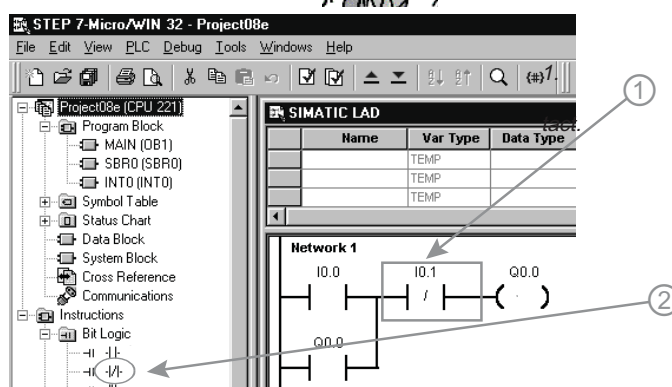 STEP 7-Micro/WIN 32 - Project08e
File Edit View PLC Debug Tools Windows Help
Project08e (CPU 221)
Program Block
MAIN (OB1)
SBR0 (SBR0)
INT0 (INT0)
Symbol Table
Status Chart
Data Block
System Block
Cross Reference
Communications
Instructions
Bit Logic
SIMATIC LAD
tact.
Name Var Type Data Type
TEMP
TEMP
TEMP
Network 1
I0.0 I0.1 Q0.0
Q0.0
1
2